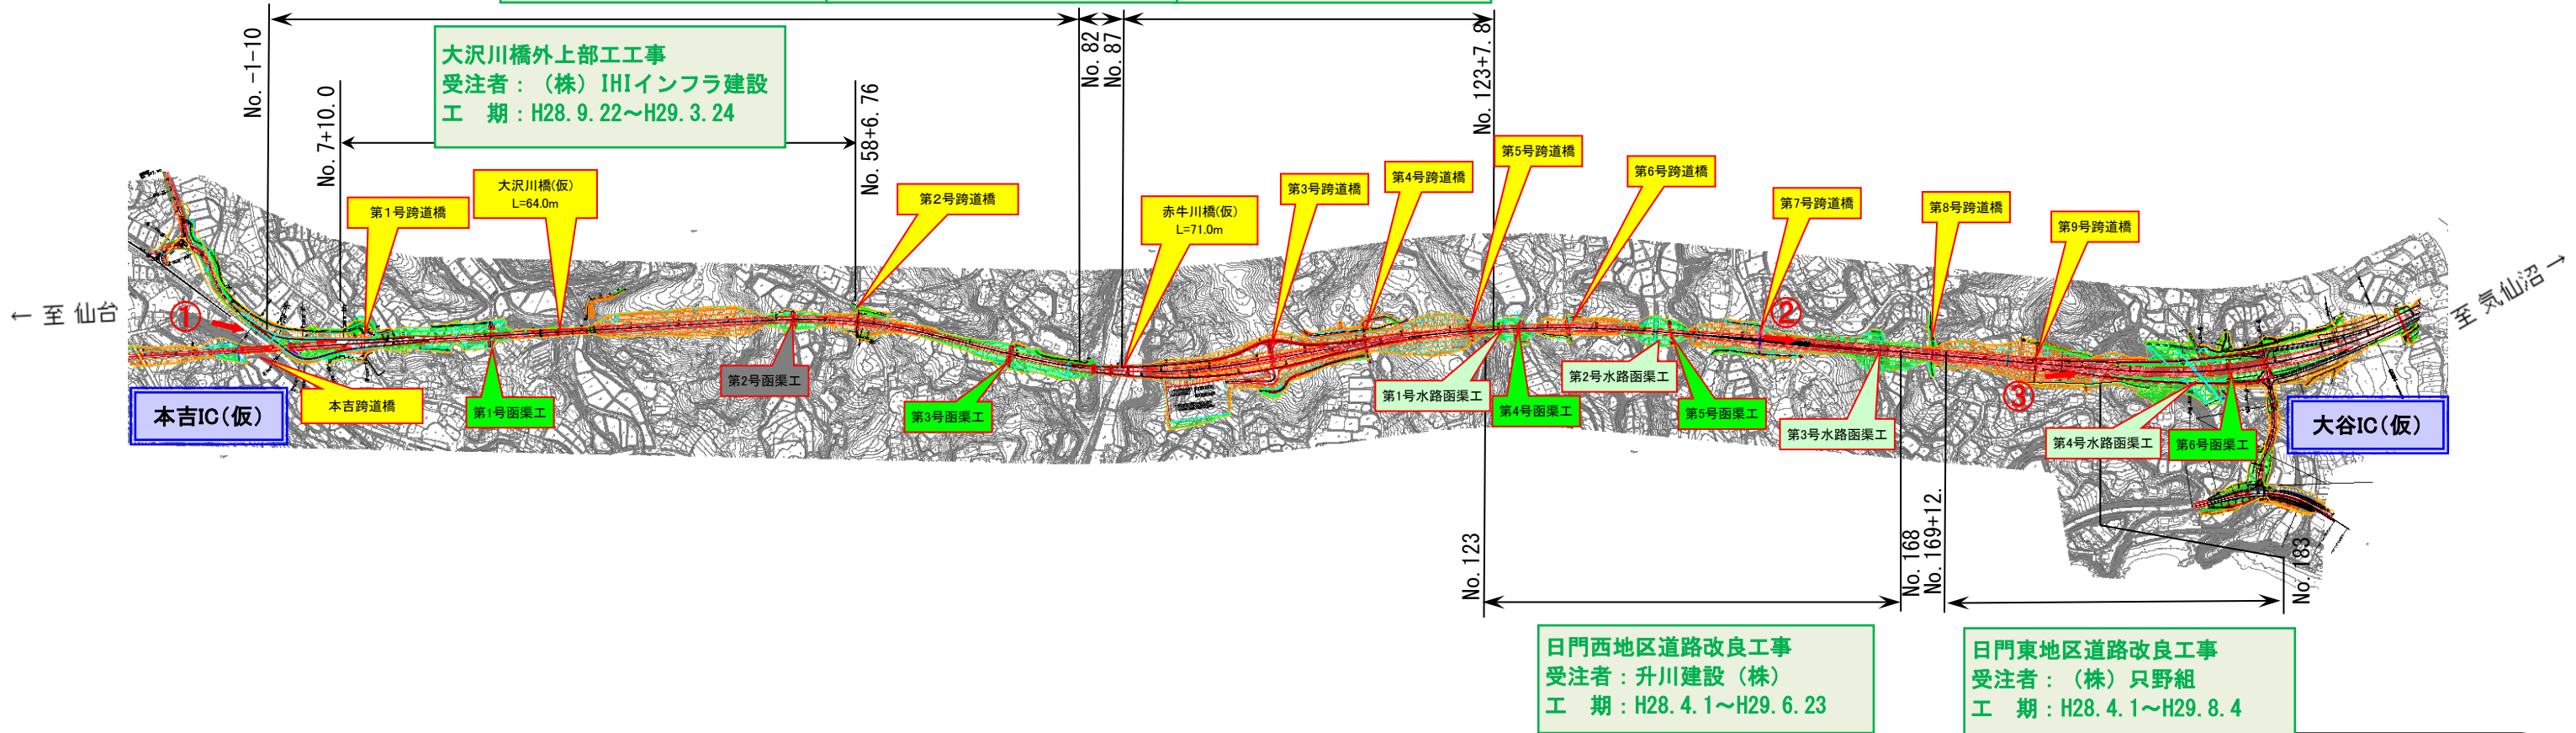 No. -1-10
No. 82
No. 87
No. 123+7. 8
大沢川橋外上部工工事
受注者：（株）IHIインフラ建設
工　期：H28. 9. 22～H29. 3. 24
No. 7+10. 0
No. 58+6. 76
第5号跨道橋
第6号跨道橋
第4号跨道橋
第3号跨道橋
大沢川橋(仮)
L=64.0m
第2号跨道橋
第1号跨道橋
赤牛川橋(仮)
L=71.0m
第7号跨道橋
第8号跨道橋
第9号跨道橋
← 至 仙台
至 気仙沼 →
①
②
③
本吉IC(仮)
本吉跨道橋
第1号函渠工
第2号函渠工
第3号函渠工
第1号水路函渠工
第2号水路函渠工
第4号函渠工
第5号函渠工
第3号水路函渠工
第4号水路函渠工
第6号函渠工
大谷IC(仮)
No. 123
No. 168
No. 169+12.
No. 183
日門西地区道路改良工事
受注者：升川建設（株）
工　期：H28. 4. 1～H29. 6. 23
日門東地区道路改良工事
受注者：（株）只野組
工　期：H28. 4. 1～H29. 8. 4